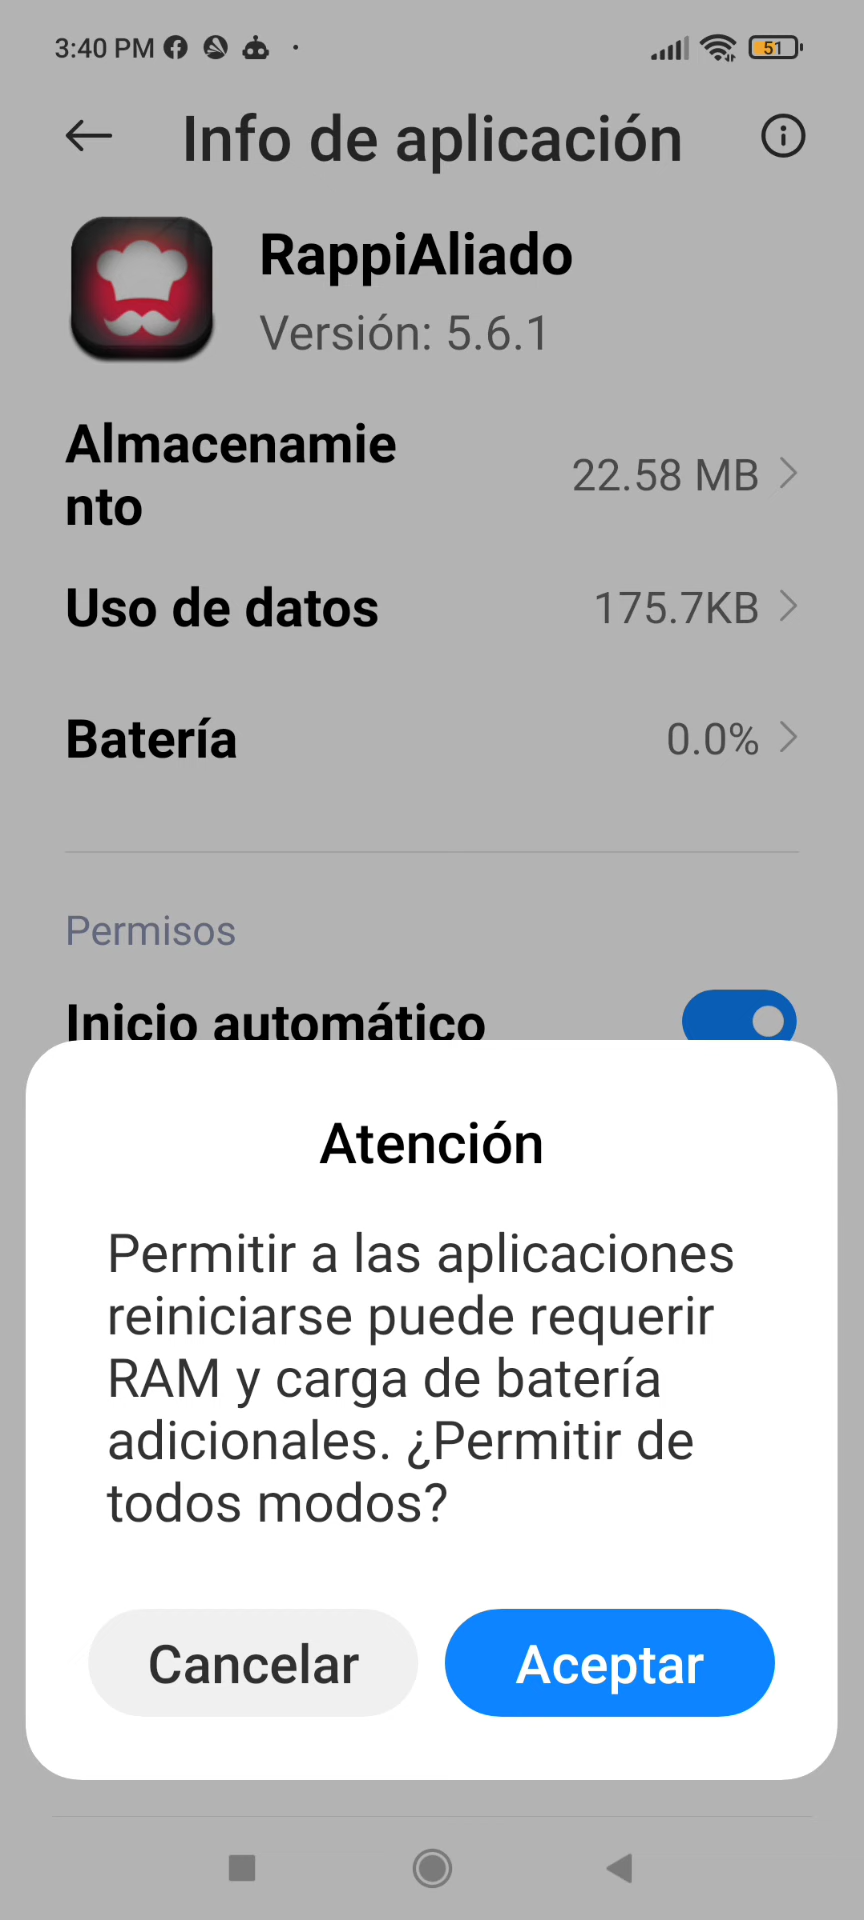 3:40 PM
51
Info de aplicación
RappiAliado
Versión: 5.6.1
Almacenamie
nto
22.58 MB
Uso de datos
175.7KB
Batería
0.0%
Permisos
Inicio automático
Atención
Permitir a las aplicaciones
reiniciarse puede requerir
RAM y carga de batería
adicionales. ¿Permitir de
todos modos?
Cancelar
Aceptar